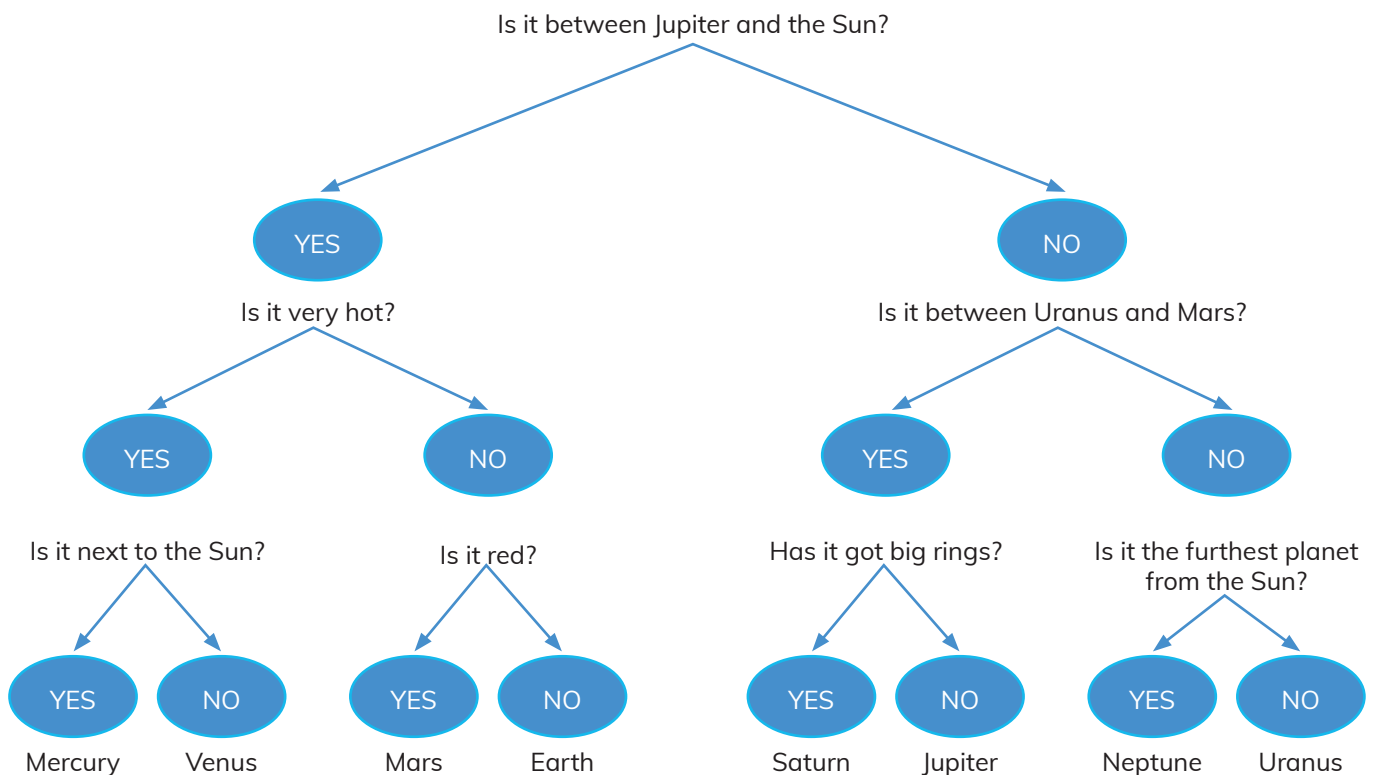 Is it between Jupiter and the Sun?
YES
NO
Is it very hot?
Is it between Uranus and Mars?
YES
NO
YES
NO
Is it next to the Sun?
Is it red?
Has it got big rings?
Is it the furthest planet
from the Sun?
YES
NO
YES
NO
YES
NO
YES
NO
Mercury
Venus
Mars
Earth
Saturn
Jupiter
Neptune
Uranus